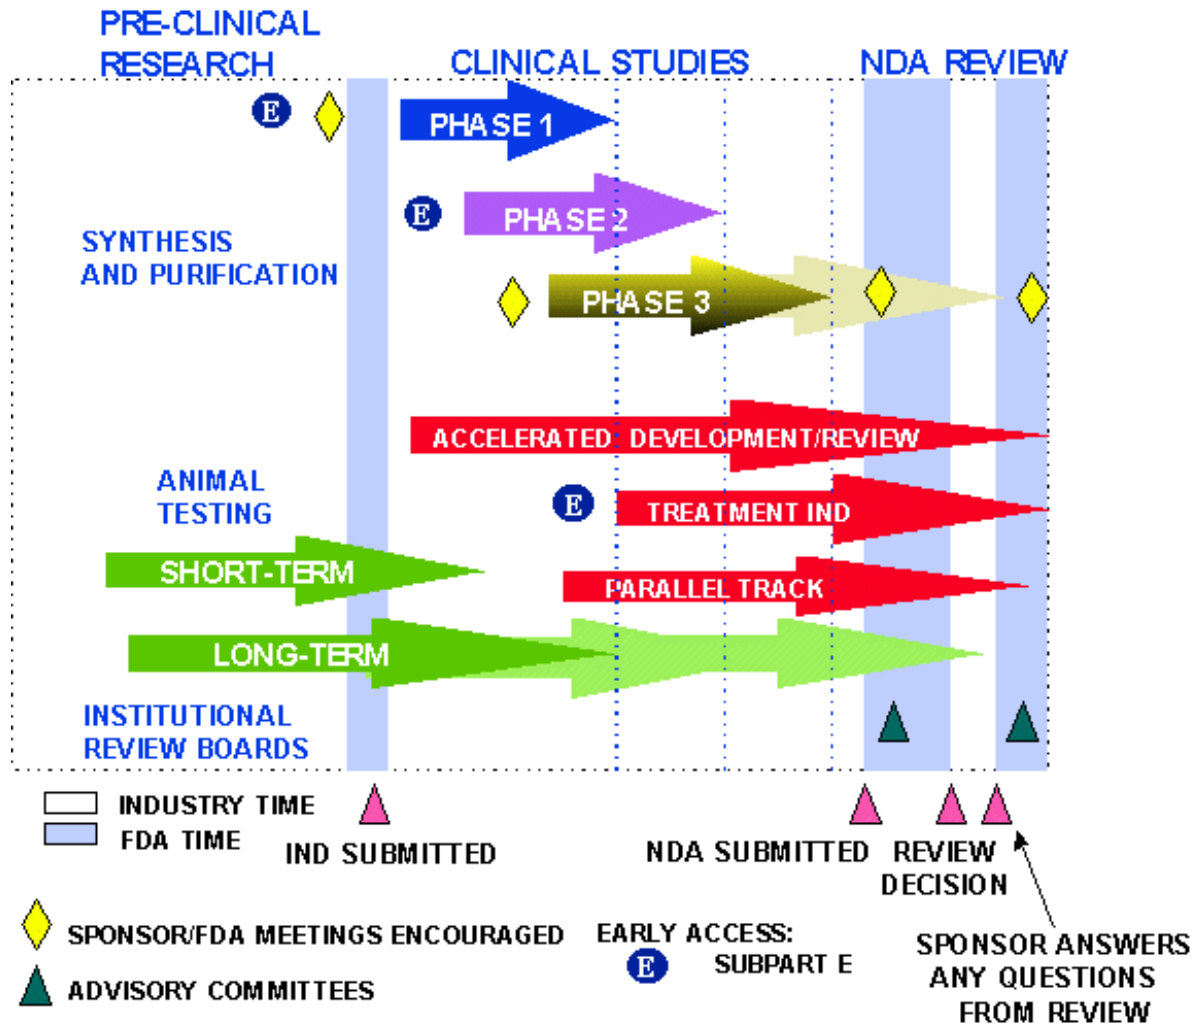 PRE-CLINICAL
RESEARCH
CLINICAL STUDIES
NDA REVIEW
E
PHASE 1
E
PHASE 2
SYNTHESIS
AND PURIFICATION
PHASE 3
ACCELERATED DEVELOPMENT/REVIEW
ANIMAL
TESTING
E
TREATMENT IND
SHORT-TERM
PARALLEL TRACK
LONG-TERM
INSTITUTIONAL
REVIEW BOARDS
INDUSTRY TIME
FDA TIME
IND SUBMITTED
NDA SUBMITTED
REVIEW
DECISION
SPONSOR/FDA MEETINGS ENCOURAGED
ADVISORY COMMITTEES
EARLY ACCESS:
E SUBPART E
SPONSOR ANSWERS
ANY QUESTIONS
FROM REVIEW